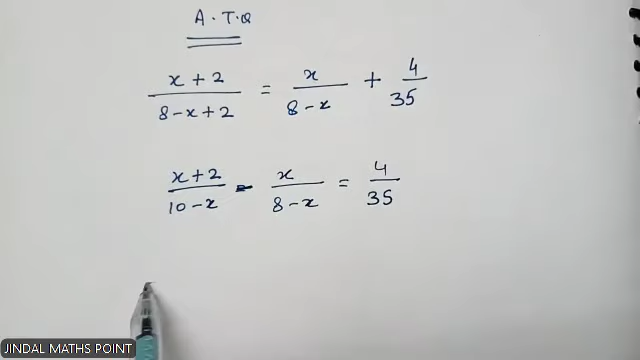 A.T.Q
x + 2 / 8 - x + 2 = x / 8 - x + 4 / 35
x + 2 / 10 - x - x / 8 - x = 4 / 35
JINDAL MATHS POINT